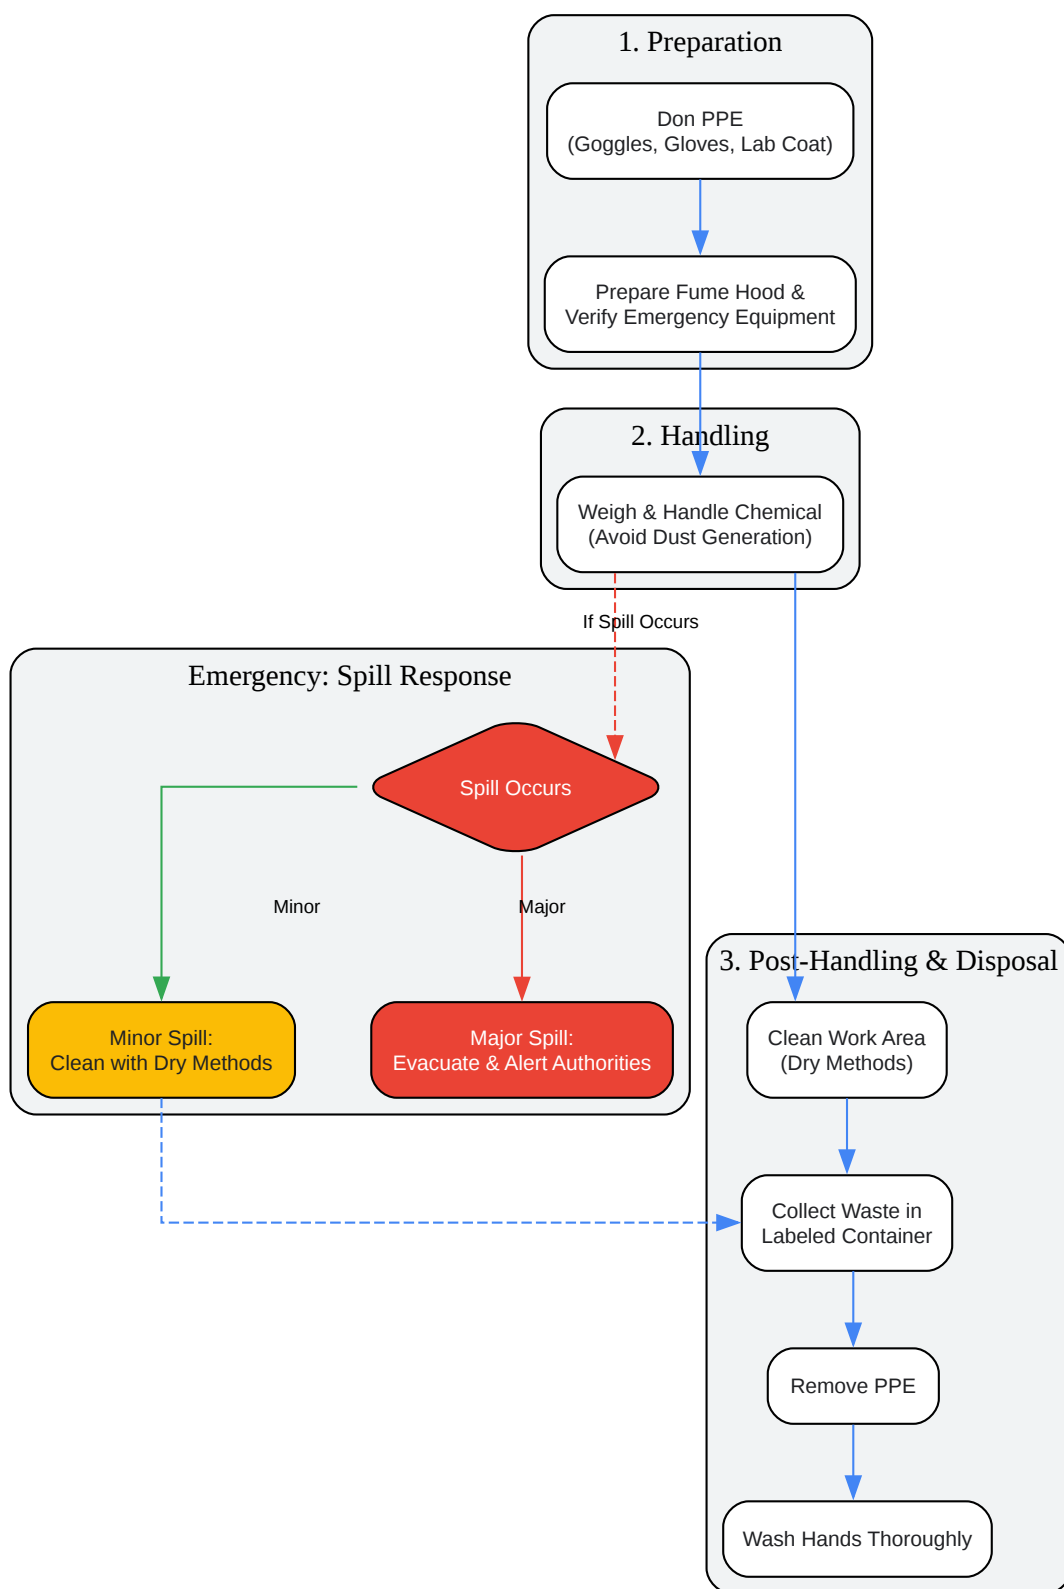 1. Preparation
Don PPE
(Goggles, Gloves, Lab Coat)
Prepare Fume Hood &
Verify Emergency Equipment
2. Handling
Weigh & Handle Chemical
(Avoid Dust Generation)
If Spill Occurs
Emergency: Spill Response
Spill Occurs
Minor
Major
Minor Spill:
Clean with Dry Methods
Major Spill:
Evacuate & Alert Authorities
3. Post-Handling & Disposal
Clean Work Area
(Dry Methods)
Collect Waste in
Labeled Container
Remove PPE
Wash Hands Thoroughly